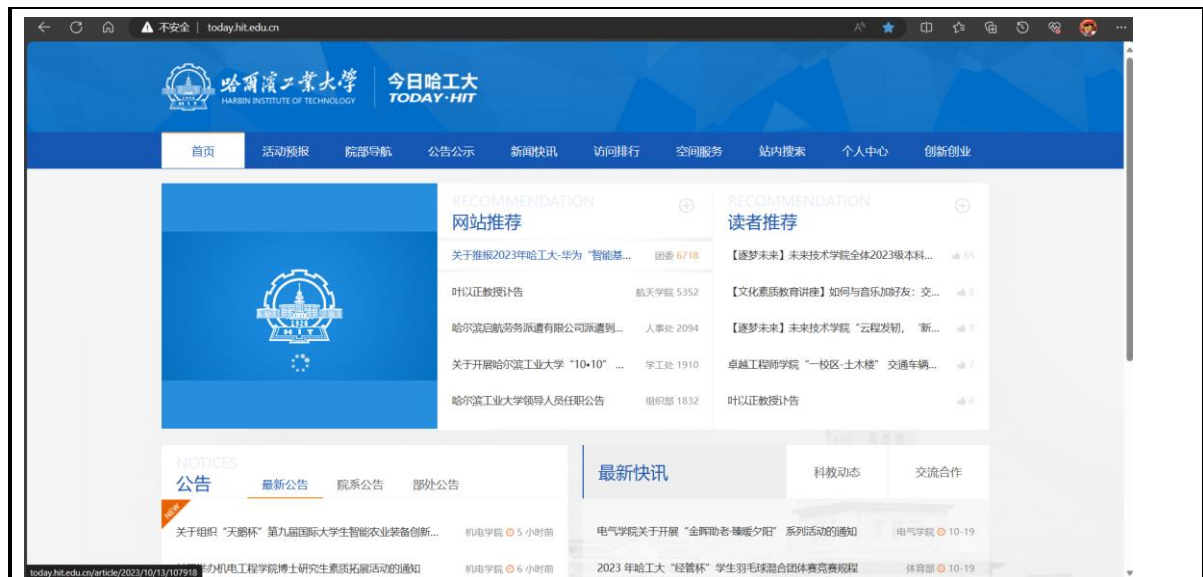 不安全 | today.hit.edu.cn
哈爾濱工業大學
HARBIN INSTITUTE OF TECHNOLOGY
今日哈工大
TODAY·HIT
首页 活动预报 院部导航 公告公示 新闻快讯 访问排行 空间服务 站内搜索 个人中心 创新创业
1920
HIT
RECOMMENDATION
网站推荐
关于推报2023年哈工大-华为“智能基... 团委 6718
叶以正教授讣告 航天学院 5352
哈尔滨启航劳务派遣有限公司派遣到... 人事处 2094
关于开展哈尔滨工业大学“10•10” ... 学工处 1910
哈尔滨工业大学领导人员任职公告 组织部 1832
RECOMMENDATION
读者推荐
【逐梦未来】未来技术学院全体2023级本科... 85
【文化素质教育讲座】如何与音乐加好友：交... 8
【逐梦未来】未来技术学院“云程发轫， 新... 8
卓越工程师学院“一校区-土木楼”交通车辆... 7
叶以正教授讣告 6
NOTICES
公告 最新公告 院系公告 部处公告
NEW
关于组织“天鹅杯”第九届国际大学生智能农业装备创新... 机电学院 5 小时前
举办机电工程学院博士研究生素质拓展活动的通知 机电学院 6 小时前
最新快讯 科教动态 交流合作
电气学院关于开展“金晖助老·臻暖夕阳”系列活动的通知 电气学院 10-19
2023 年哈工大“经管杯”学生羽毛球混合团体赛竞赛规程 体育部 10-19
today.hit.edu.cn/article/2023/10/13/107918